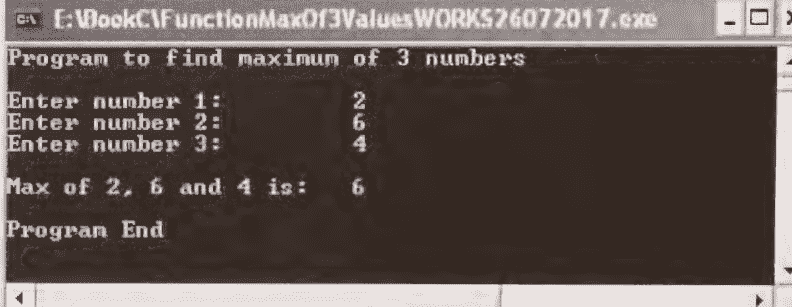 E:\BookC\FunctionMaxOf3ValuesWORKS26072017.exe
Program to find maximum of 3 numbers
Enter number 1: 2
Enter number 2: 6
Enter number 3: 4
Max of 2, 6 and 4 is: 6
Program End